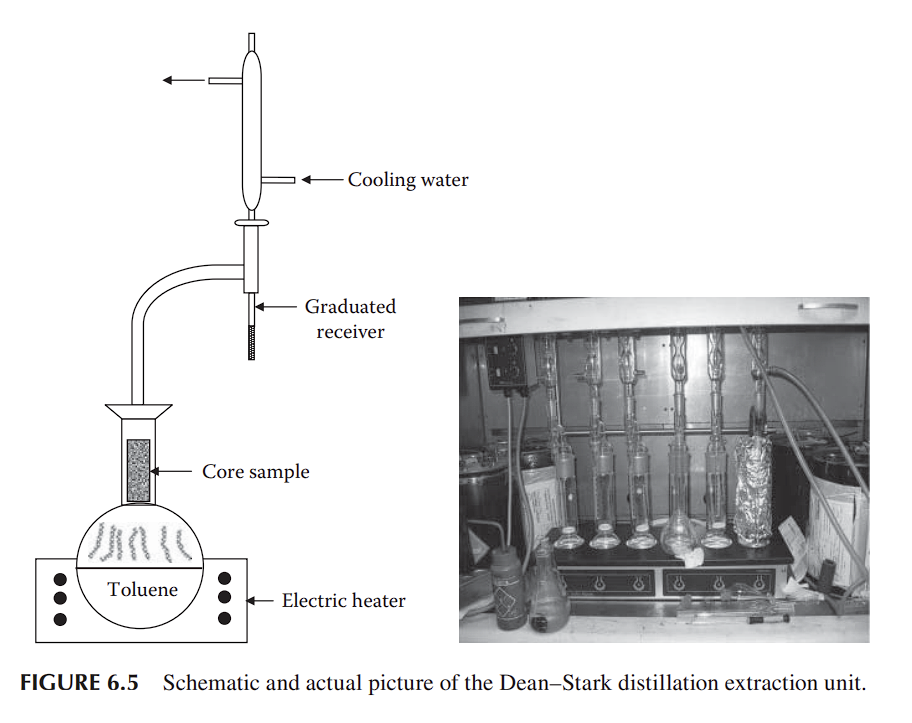 Cooling water
Graduated
receiver
Core sample
Toluene
Electric heater
FIGURE 6.5 Schematic and actual picture of the Dean–Stark distillation extraction unit.